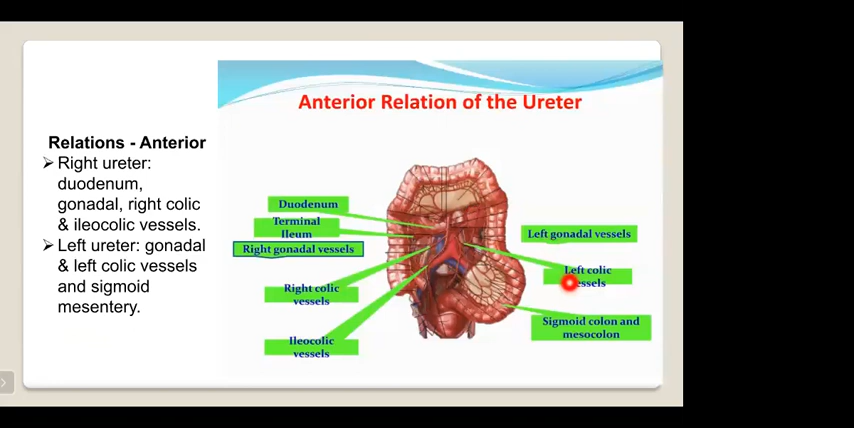 Anterior Relation of the Ureter
Relations - Anterior
Right ureter:
duodenum,
gonadal, right colic
& ileocolic vessels.
Left ureter: gonadal
& left colic vessels
and sigmoid
mesentery.
Duodenum
Terminal
Ileum
Right gonadal vessels
Right colic
vessels
Ileocolic
vessels
Left gonadal vessels
Left colic
vessels
Sigmoid colon and
mesocolon